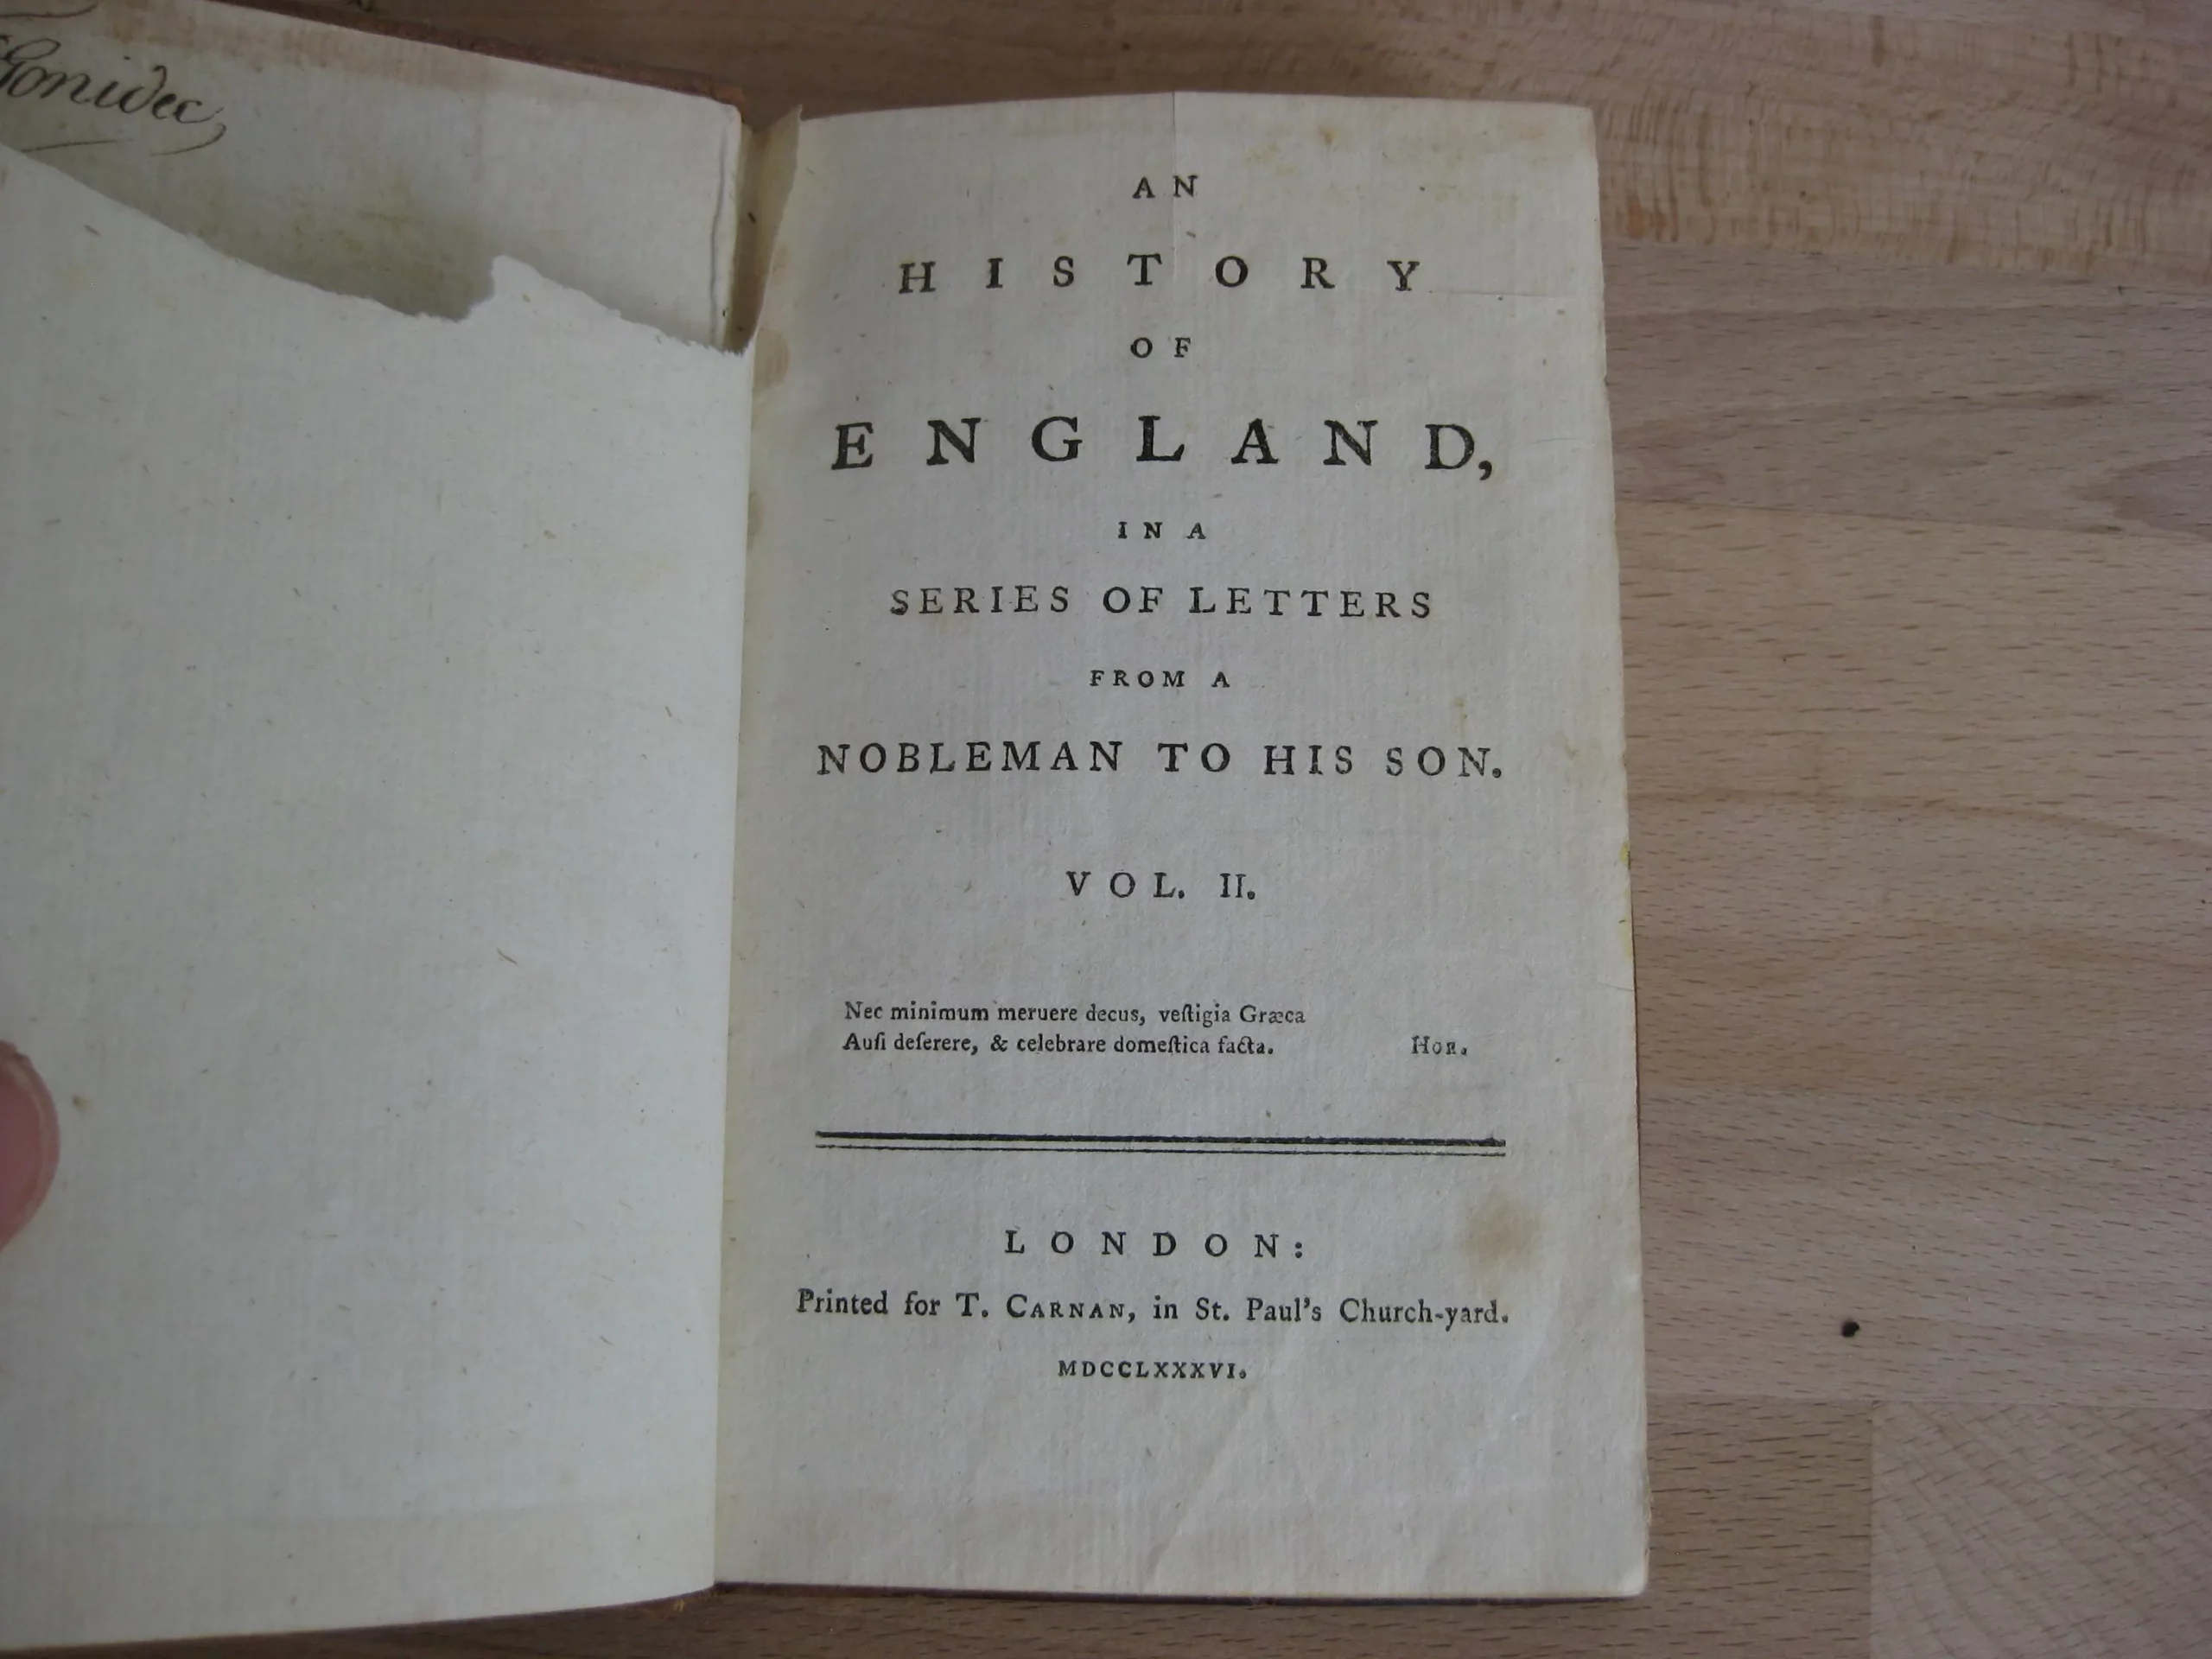 Gonidec
AN
HISTORY
OF
ENGLAND,
IN A
SERIES OF LETTERS
FROM A
NOBLEMAN TO HIS SON.
VOL. II.
Nec minimum meruere decus, veſtigia Græca
Auſi deſerere, & celebrare domeſtica facta. HOR.
LONDON:
Printed for T. CARNAN, in St. Paul's Church-yard.
MDCCLXXXVI.